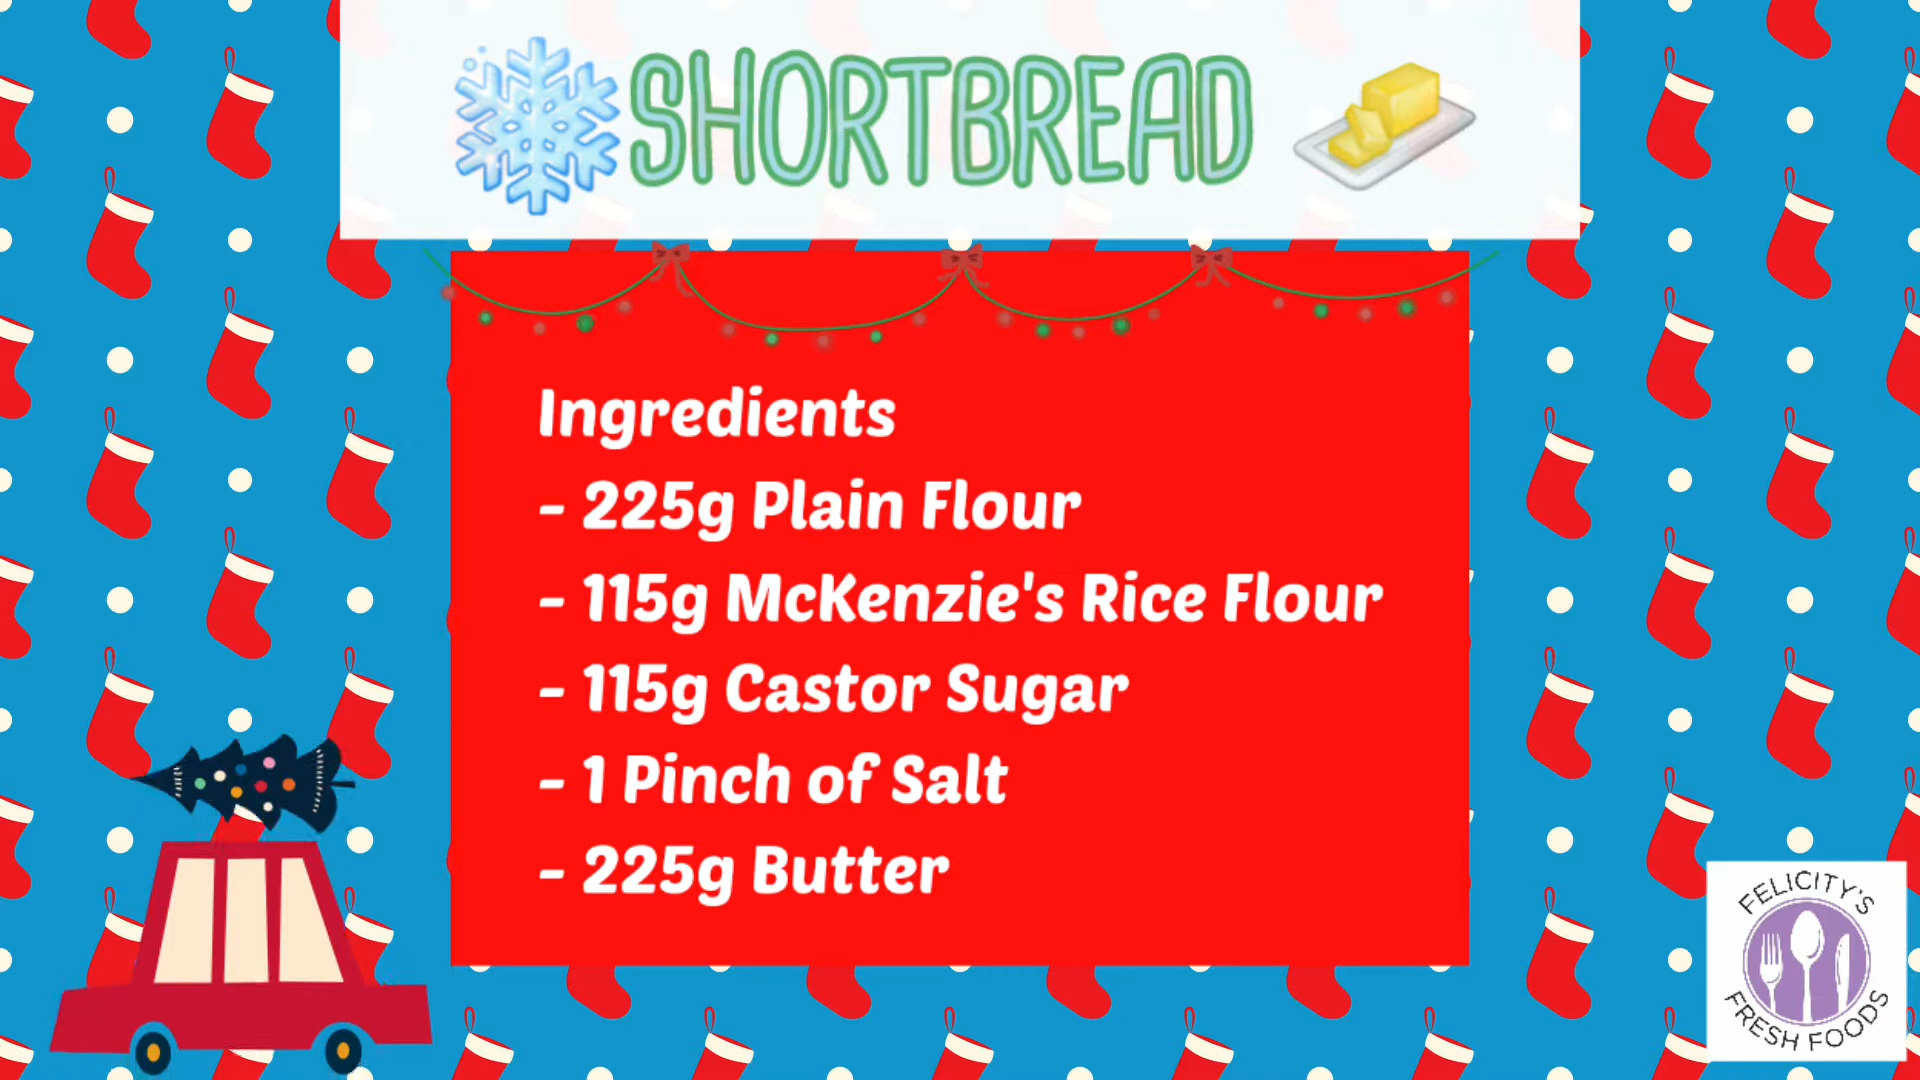 SHORTBREAD
Ingredients
- 225g Plain Flour
- 115g McKenzie's Rice Flour
- 115g Castor Sugar
- 1 Pinch of Salt
- 225g Butter
FELICITY'S
FRESH FOODS